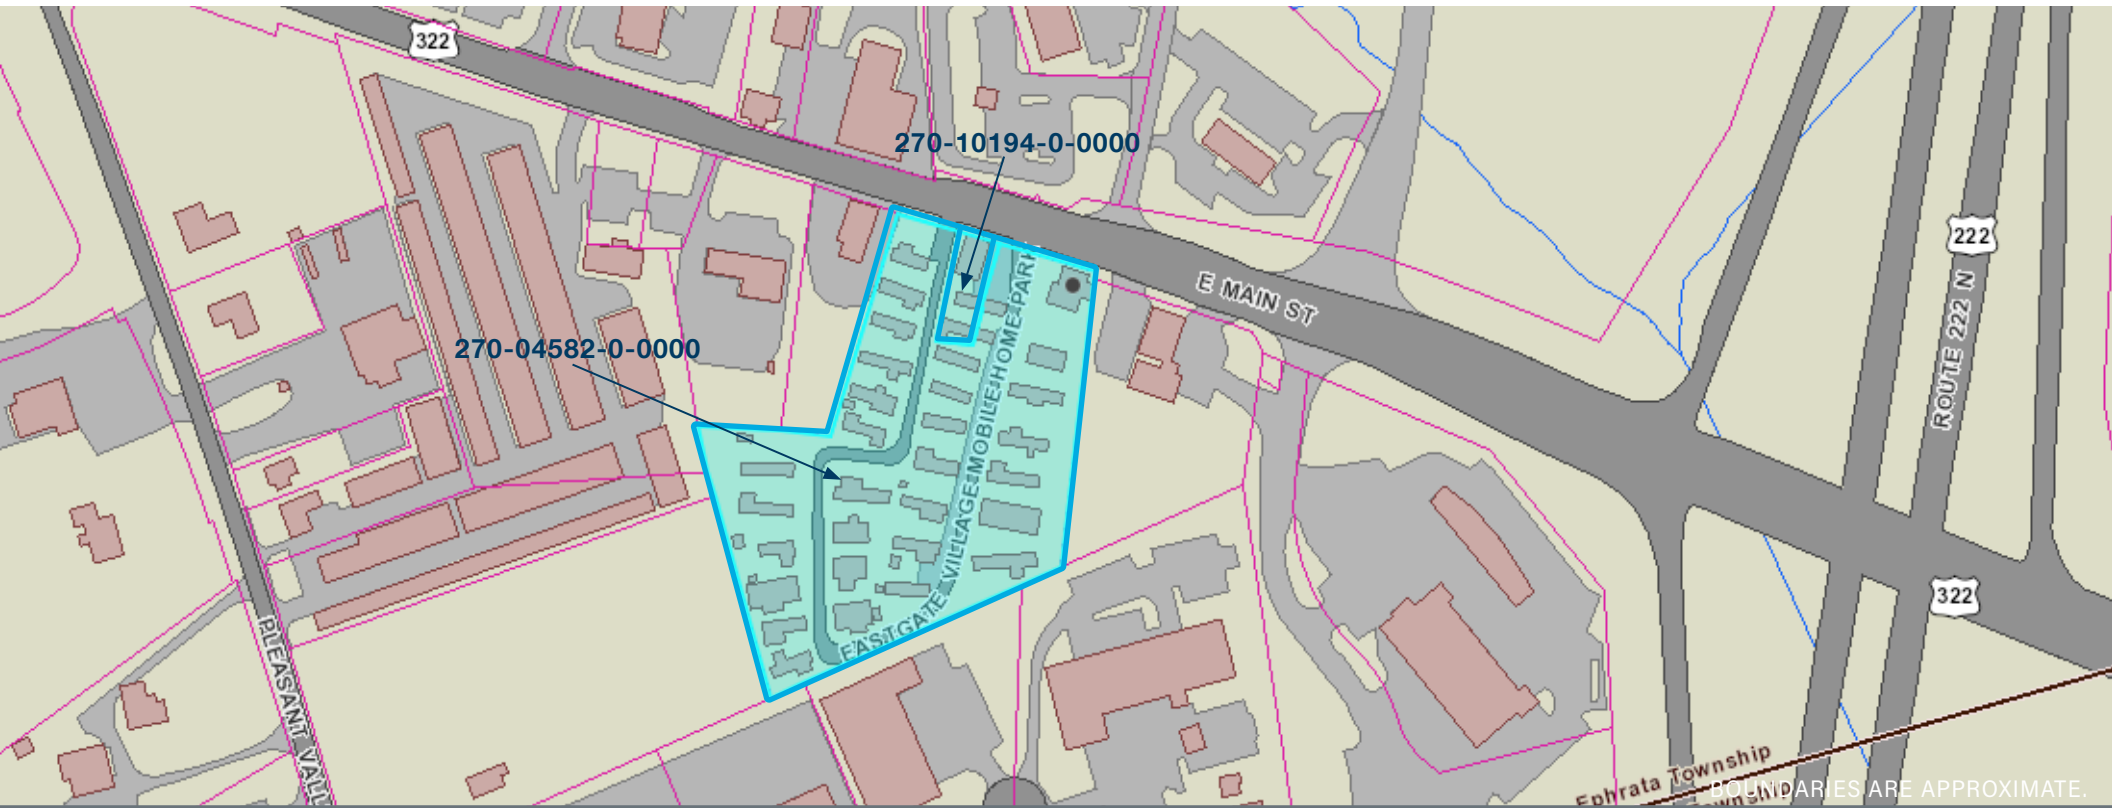 322
270-10194-0-0000
222
E MAIN ST
ROUTE 222 N
270-04582-0-0000
EASTGATE VILLAGE MOBILE HOME PARK
322
PLEASANT VALL
Ephrata Township
BOUNDARIES ARE APPROXIMATE.